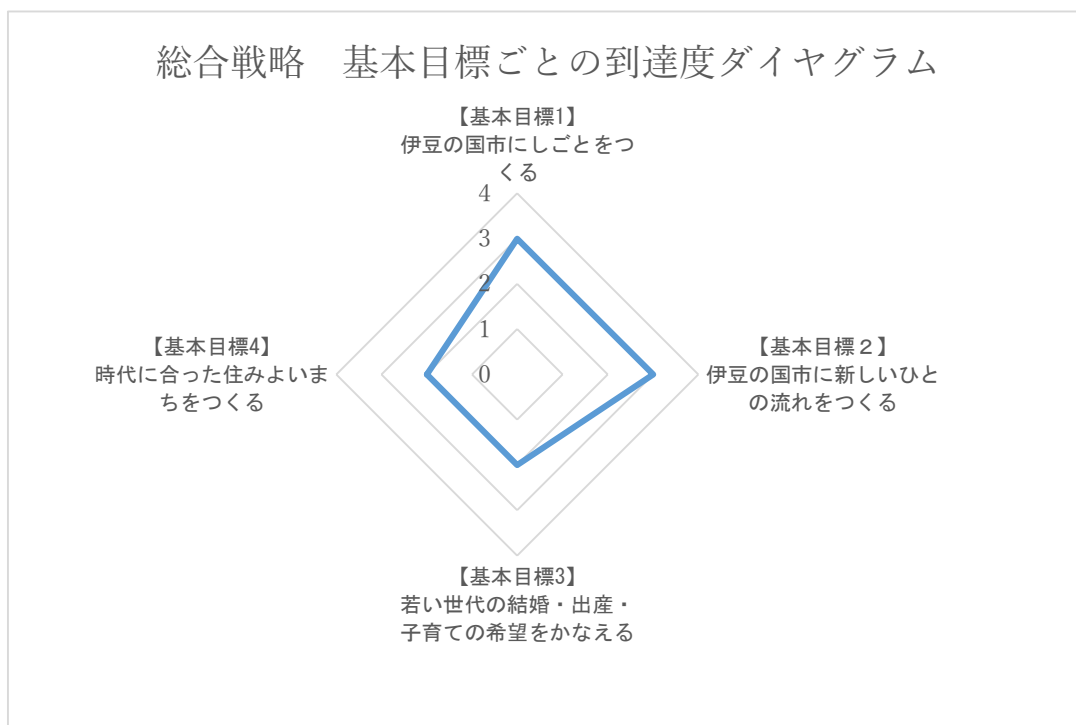 総合戦略　基本目標ごとの到達度ダイヤグラム
【基本目標1】
伊豆の国市にしごとをつ
くる
4
3
2
1
0
【基本目標4】
時代に合った住みよいま
ちをつくる
【基本目標２】
伊豆の国市に新しいひと
の流れをつくる
【基本目標3】
若い世代の結婚・出産・
子育ての希望をかなえる